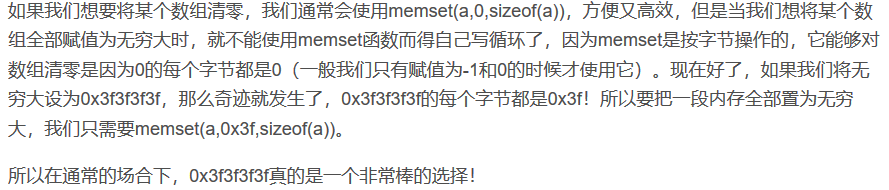 如果我们想要将某个数组清零，我们通常会使用memset(a,0,sizeof(a))，方便又高效，但是当我们想将某个数
组全部赋值为无穷大时，就不能使用memset函数而得自己写循环了，因为memset是按字节操作的，它能够对
数组清零是因为0的每个字节都是0（一般我们只有赋值为-1和0的时候才使用它）。现在好了，如果我们将无
穷大设为0x3f3f3f3f，那么奇迹就发生了，0x3f3f3f3f的每个字节都是0x3f！所以要把一段内存全部置为无穷
大，我们只需要memset(a,0x3f,sizeof(a))。
所以在通常的场合下，0x3f3f3f3f真的是一个非常棒的选择！